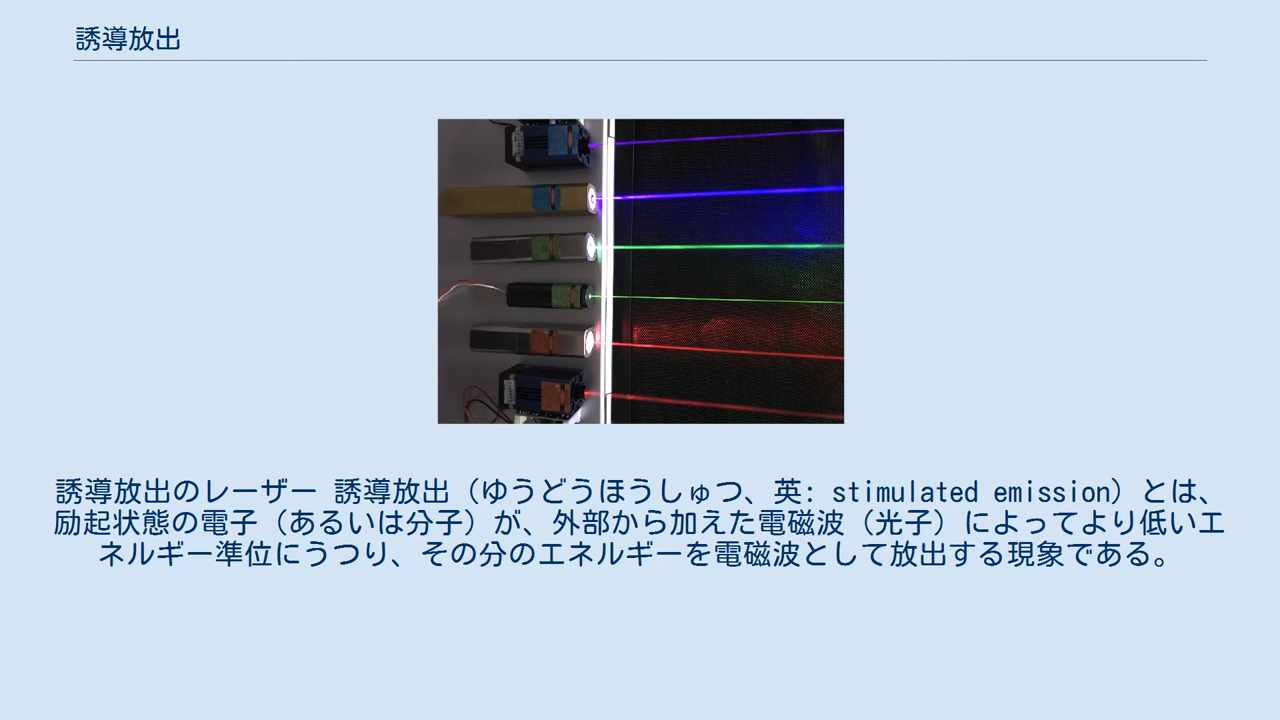 誘導放出
誘導放出のレーザー 誘導放出（ゆうどうほうしゅつ、英: stimulated emission）とは、
励起状態の電子（あるいは分子）が、外部から加えた電磁波（光子）によってより低いエ
ネルギー準位にうつり、その分のエネルギーを電磁波として放出する現象である。